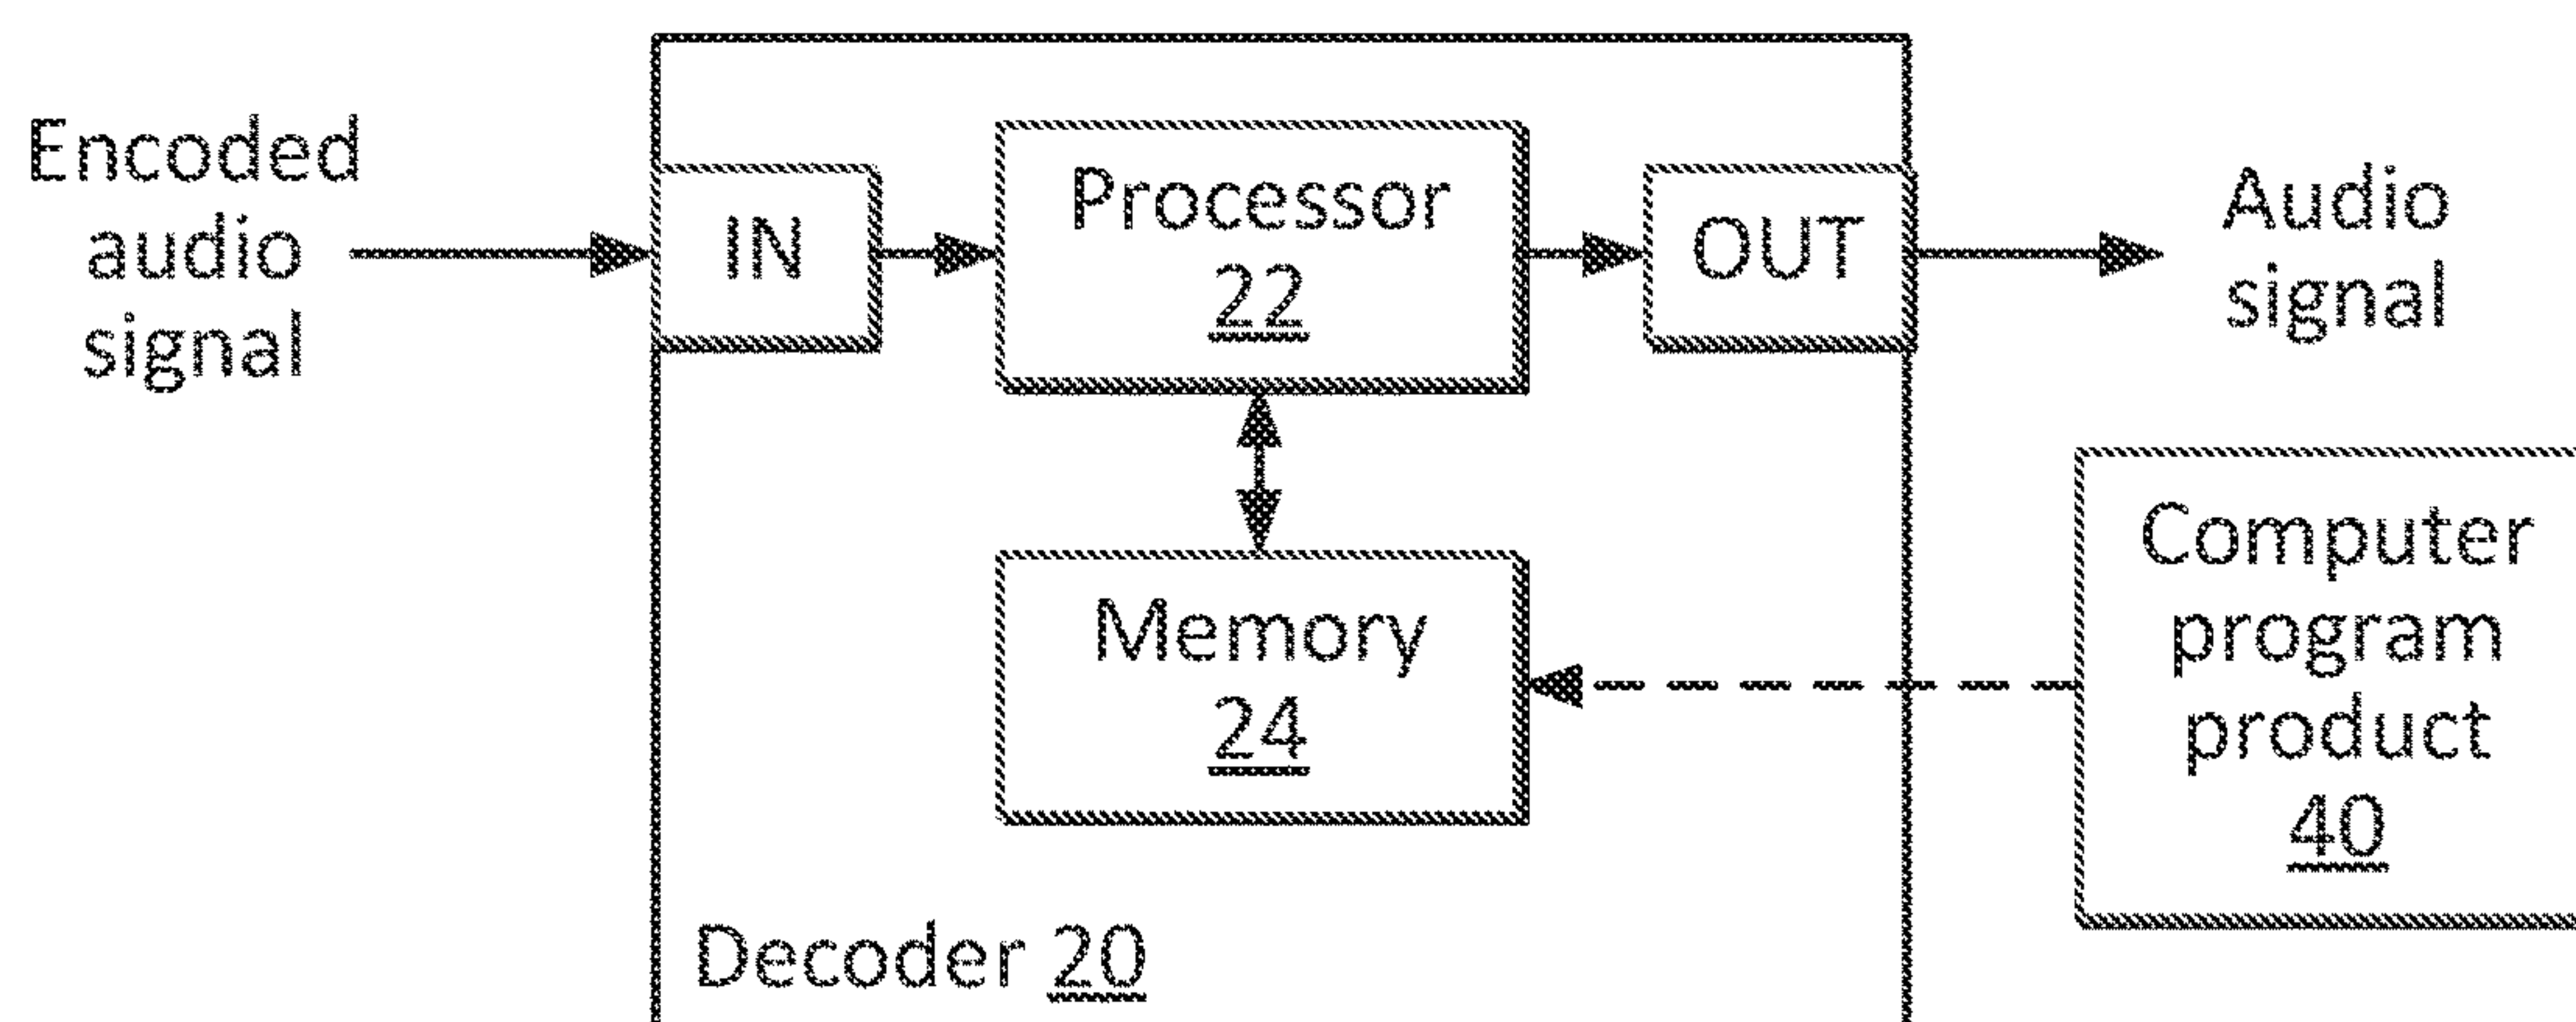 Encoded
audio
signal
IN
Processor
22
OUT
Audio
signal
Memory
24
Computer
program
product
40
Decoder 20